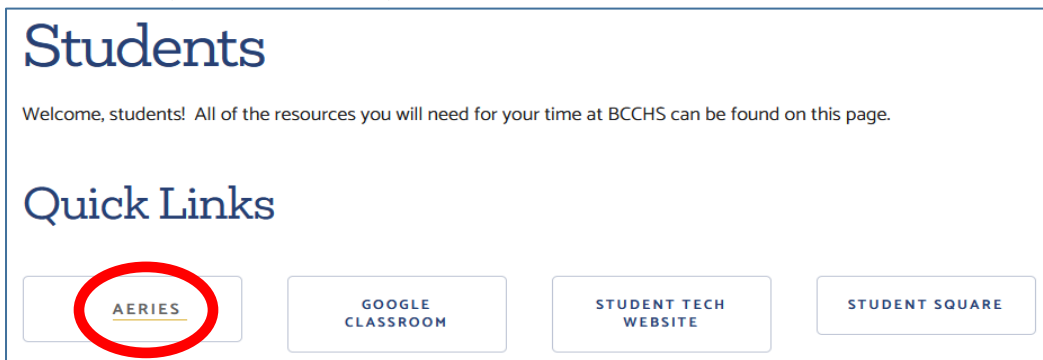 Students
Welcome, students! All of the resources you will need for your time at BCCHS can be found on this page.
Quick Links
AERIES
GOOGLE
CLASSROOM
STUDENT TECH
WEBSITE
STUDENT SQUARE